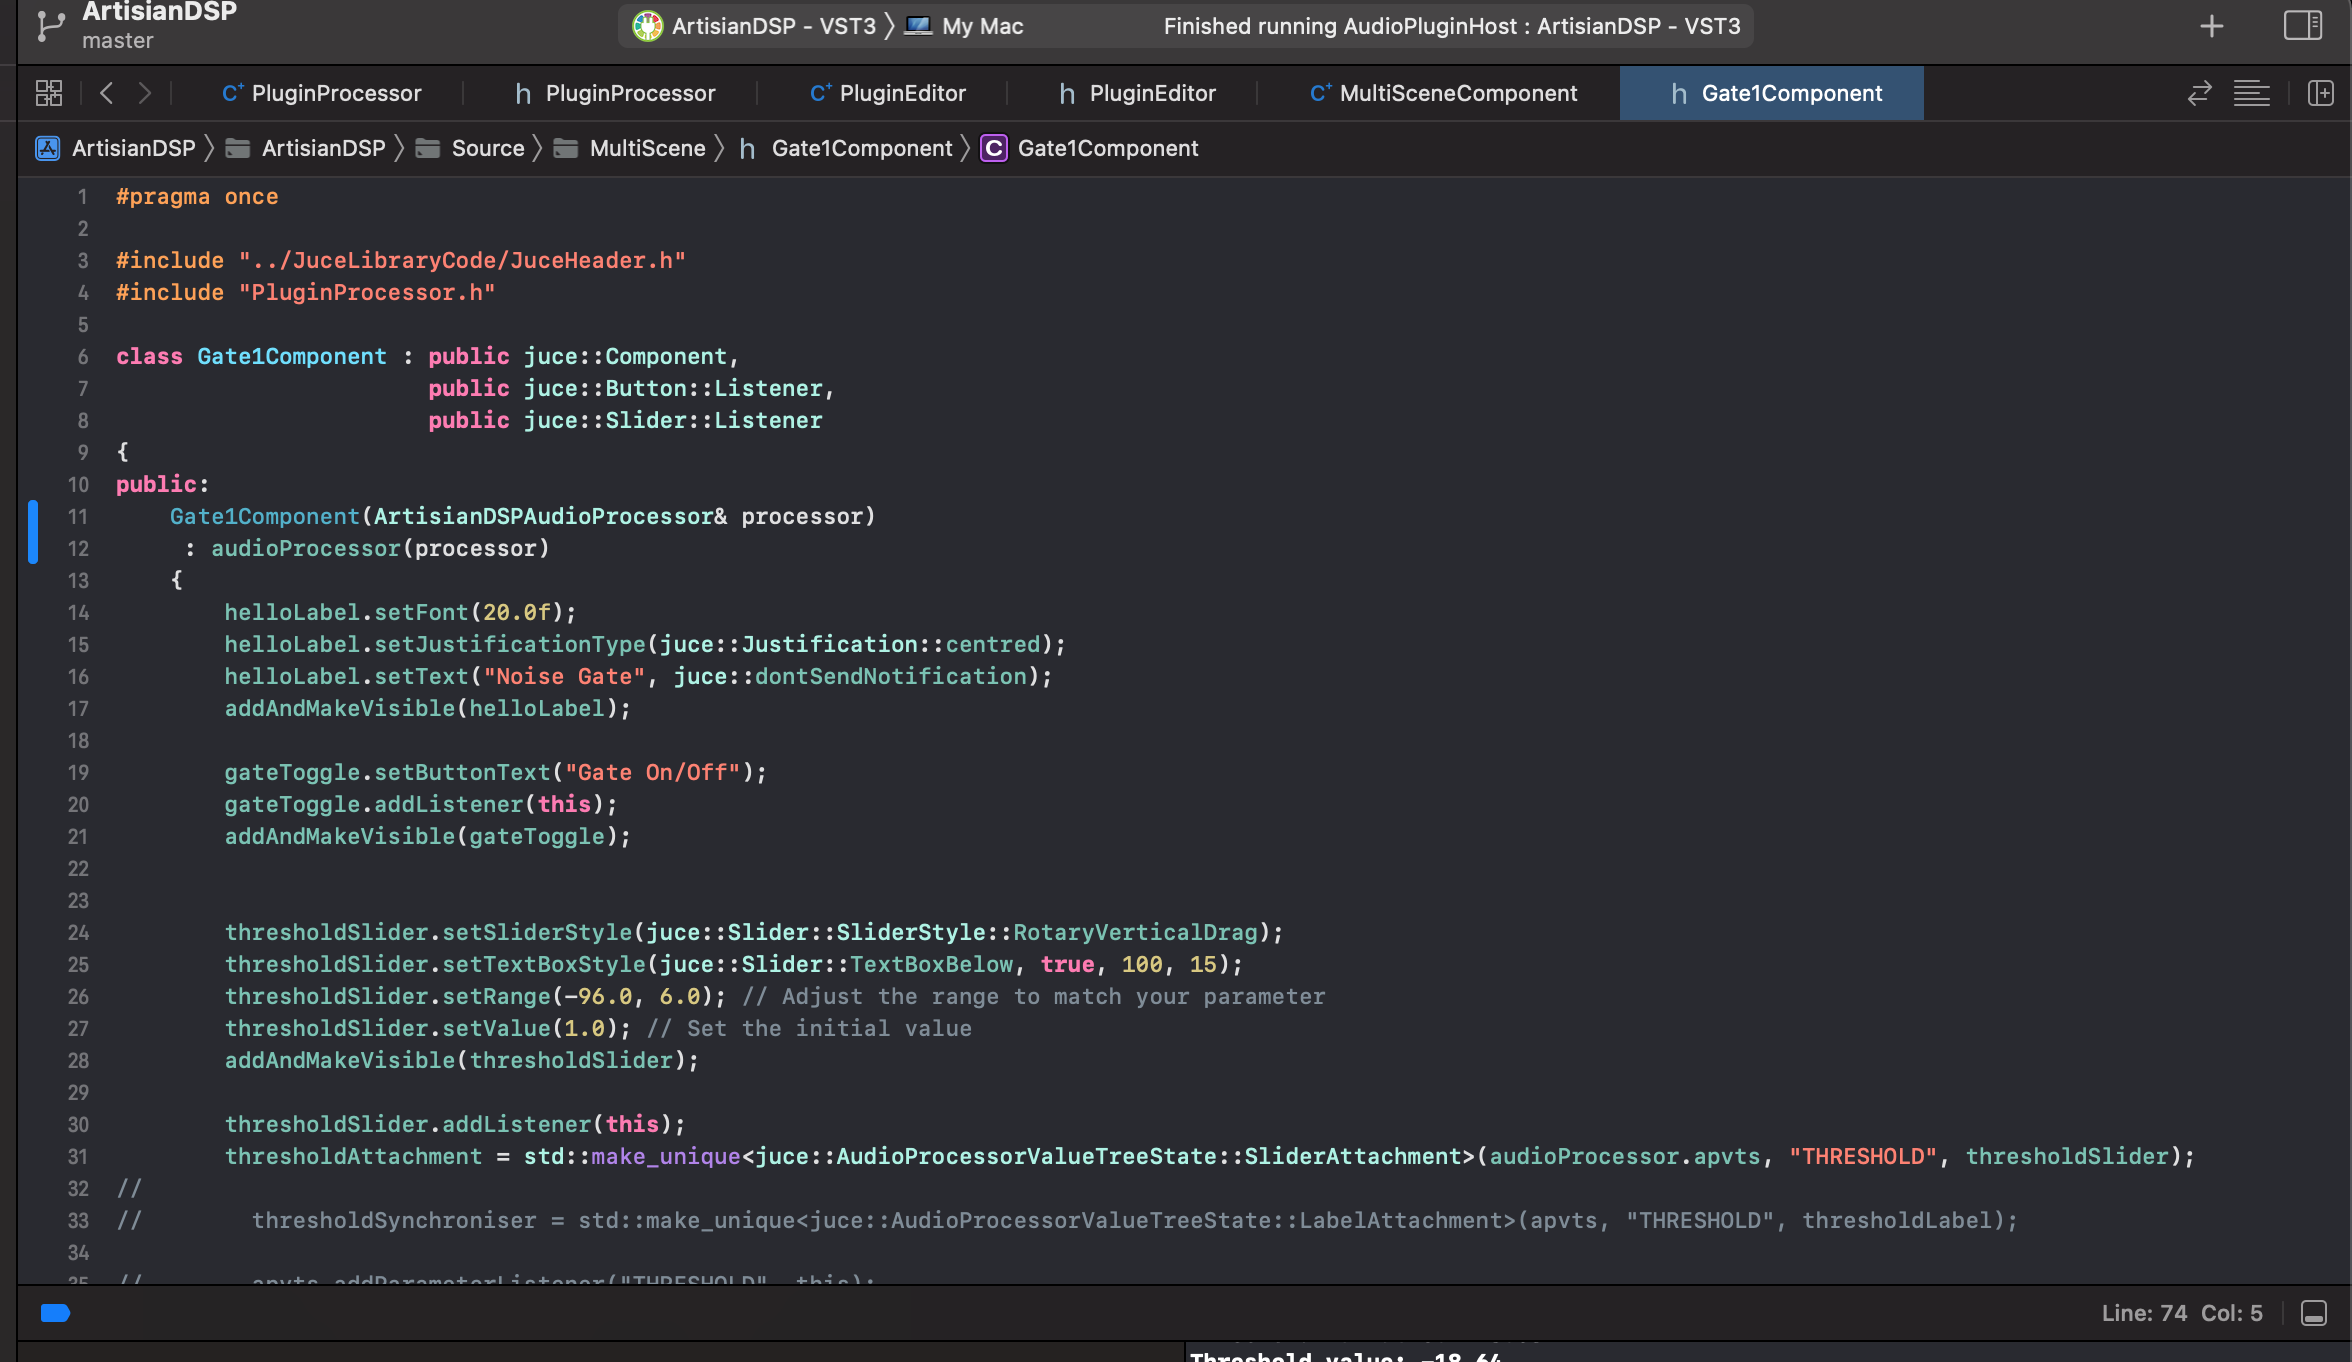 ArtisianDSP
master
ArtisianDSP - VST3 〉 My Mac
Finished running AudioPluginHost : ArtisianDSP - VST3
C+ PluginProcessor
h PluginProcessor
C+ PluginEditor
h PluginEditor
C+ MultiSceneComponent
h Gate1Component
ArtisianDSP 〉 ArtisianDSP 〉 Source 〉 MultiScene 〉 h Gate1Component 〉 C Gate1Component
1 #pragma once
2
3 #include "../JuceLibraryCode/JuceHeader.h"
4 #include "PluginProcessor.h"
5
6 class Gate1Component : public juce::Component,
7 public juce::Button::Listener,
8 public juce::Slider::Listener
9 {
10 public:
11 Gate1Component(ArtisianDSPAudioProcessor& processor)
12 : audioProcessor(processor)
13 {
14 helloLabel.setFont(20.0f);
15 helloLabel.setJustificationType(juce::Justification::centred);
16 helloLabel.setText("Noise Gate", juce::dontSendNotification);
17 addAndMakeVisible(helloLabel);
18
19 gateToggle.setButtonText("Gate On/Off");
20 gateToggle.addListener(this);
21 addAndMakeVisible(gateToggle);
22
23
24 thresholdSlider.setSliderStyle(juce::Slider::SliderStyle::RotaryVerticalDrag);
25 thresholdSlider.setTextBoxStyle(juce::Slider::TextBoxBelow, true, 100, 15);
26 thresholdSlider.setRange(-96.0, 6.0); // Adjust the range to match your parameter
27 thresholdSlider.setValue(1.0); // Set the initial value
28 addAndMakeVisible(thresholdSlider);
29
30 thresholdSlider.addListener(this);
31 thresholdAttachment = std::make_unique<juce::AudioProcessorValueTreeState::SliderAttachment>(audioProcessor.apvts, "THRESHOLD", thresholdSlider);
32 //
33 // thresholdSynchroniser = std::make_unique<juce::AudioProcessorValueTreeState::LabelAttachment>(apvts, "THRESHOLD", thresholdLabel);
34
35 // apvts.addParameterListener("THRESHOLD", this);
Line: 74 Col: 5
Threshold value: -18.64